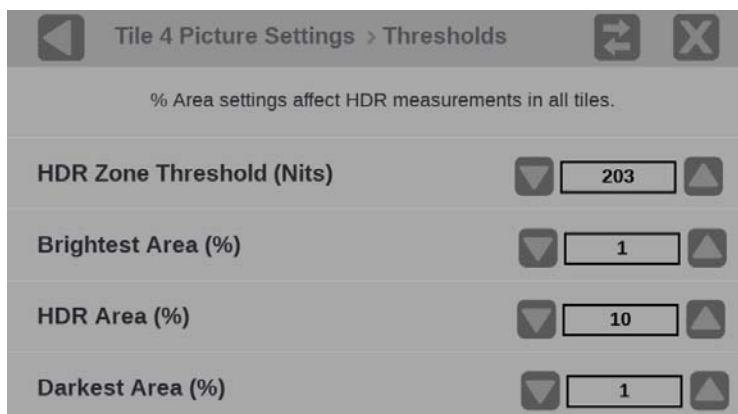 Tile 4 Picture Settings > Thresholds
% Area settings affect HDR measurements in all tiles.
HDR Zone Threshold (Nits) 203
Brightest Area (%) 1
HDR Area (%) 10
Darkest Area (%) 1